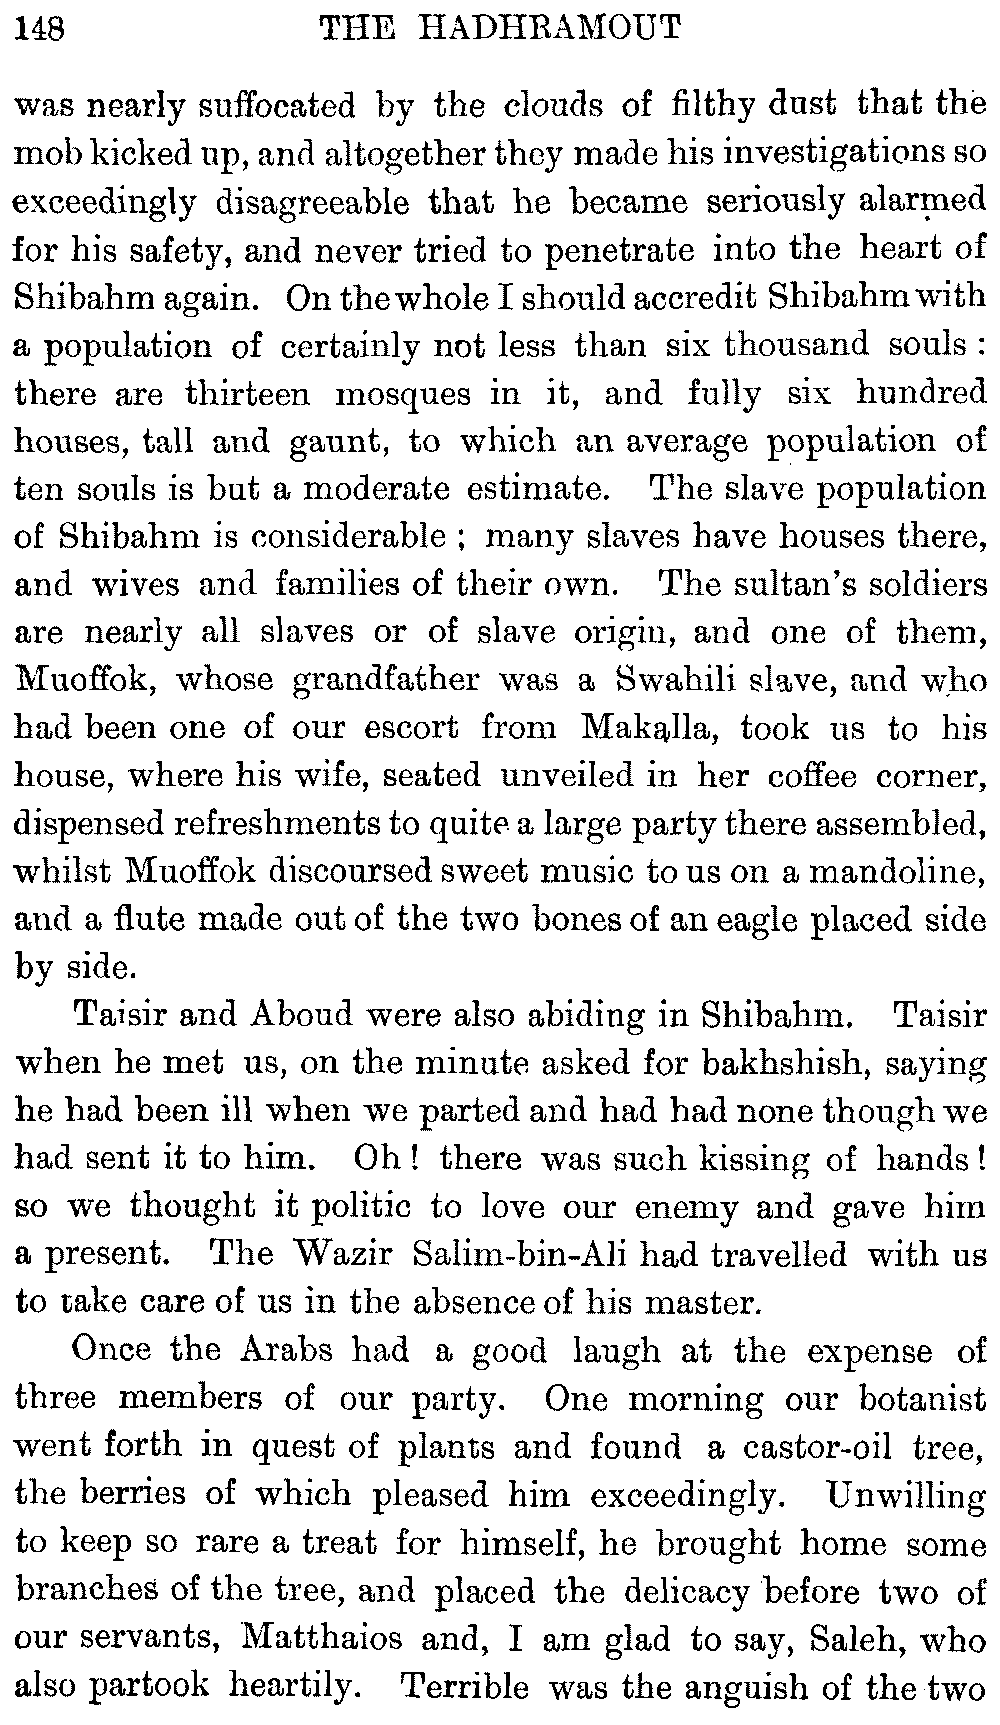 148 THE HADHRAMOUT
was nearly suffocated by the clouds of filthy dust that the
mob kicked up, and altogether they made his investigations so
exceedingly disagreeable that he became seriously alarmed
for his safety, and never tried to penetrate into the heart of
Shibahm again. On the whole I should accredit Shibahm with
a population of certainly not less than six thousand souls :
there are thirteen mosques in it, and fully six hundred
houses, tall and gaunt, to which an average population of
ten souls is but a moderate estimate. The slave population
of Shibahm is considerable ; many slaves have houses there,
and wives and families of their own. The sultan's soldiers
are nearly all slaves or of slave origin, and one of them,
Muoffok, whose grandfather was a Swahili slave, and who
had been one of our escort from Makalla, took us to his
house, where his wife, seated unveiled in her coffee corner,
dispensed refreshments to quite a large party there assembled,
whilst Muoffok discoursed sweet music to us on a mandoline,
and a flute made out of the two bones of an eagle placed side
by side.
Taisir and Aboud were also abiding in Shibahm. Taisir
when he met us, on the minute asked for bakhshish, saying
he had been ill when we parted and had had none though we
had sent it to him. Oh ! there was such kissing of hands !
so we thought it politic to love our enemy and gave him
a present. The Wazir Salim-bin-Ali had travelled with us
to take care of us in the absence of his master.
Once the Arabs had a good laugh at the expense of
three members of our party. One morning our botanist
went forth in quest of plants and found a castor-oil tree,
the berries of which pleased him exceedingly. Unwilling
to keep so rare a treat for himself, he brought home some
branches of the tree, and placed the delicacy before two of
our servants, Matthaios and, I am glad to say, Saleh, who
also partook heartily. Terrible was the anguish of the two